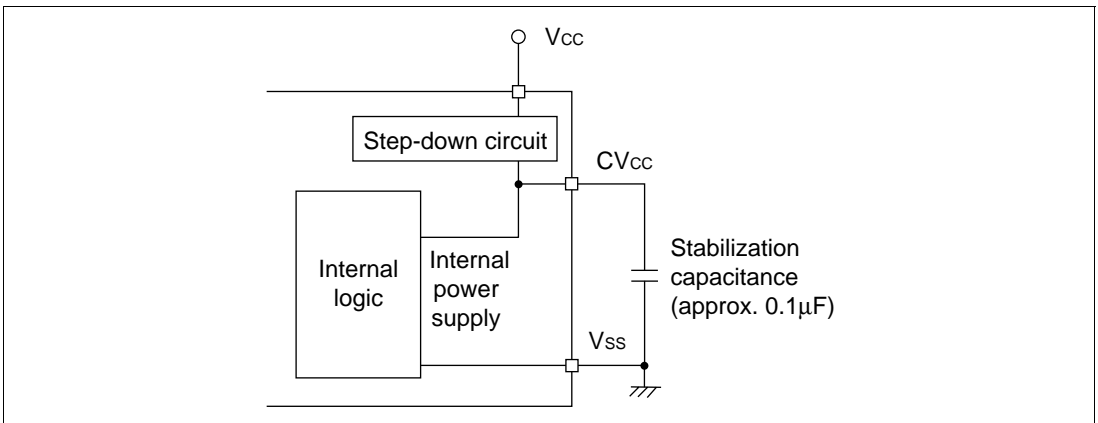 Vcc
Step-down circuit
CVcc
Internal
logic
Internal
power
supply
Stabilization
capacitance
(approx. 0.1μF)
Vss